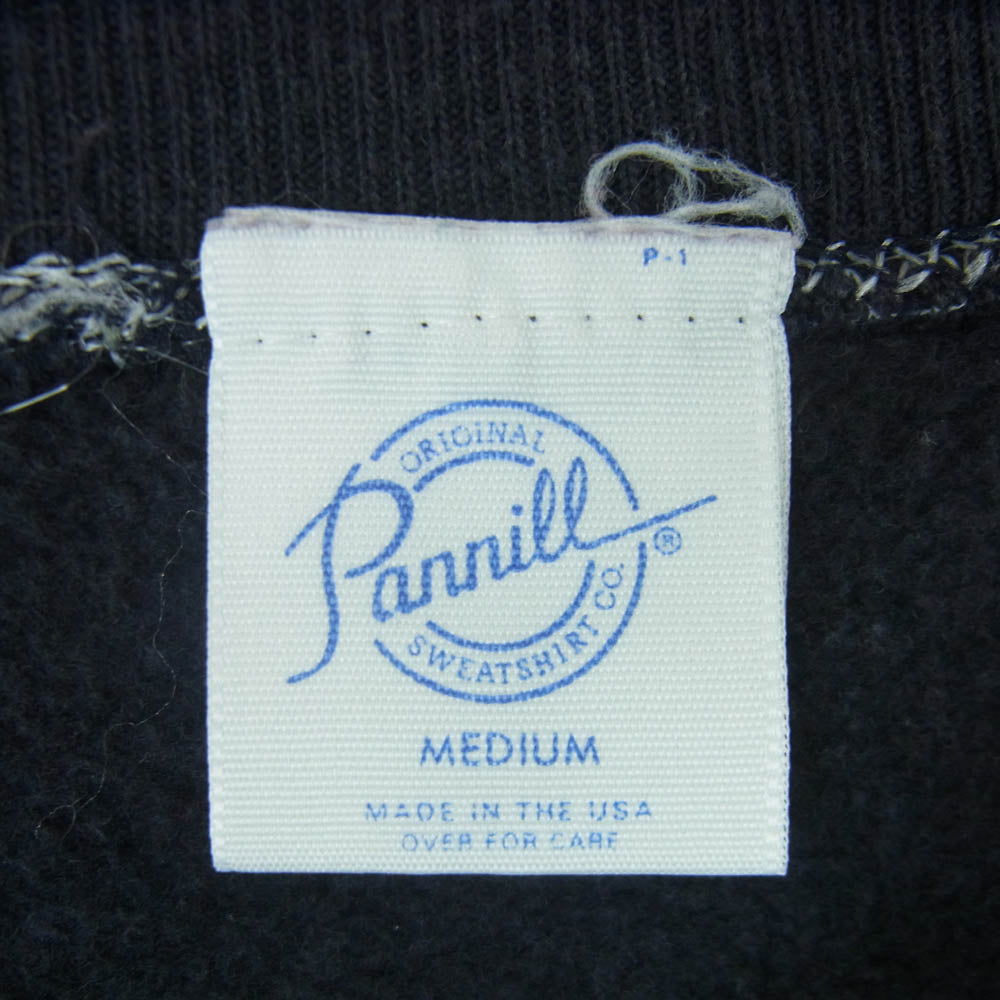 P-1
ORIGINAL
Pannill ®
SWEATSHIRT CO.
MEDIUM
MADE IN THE USA
OVER FOR CARE